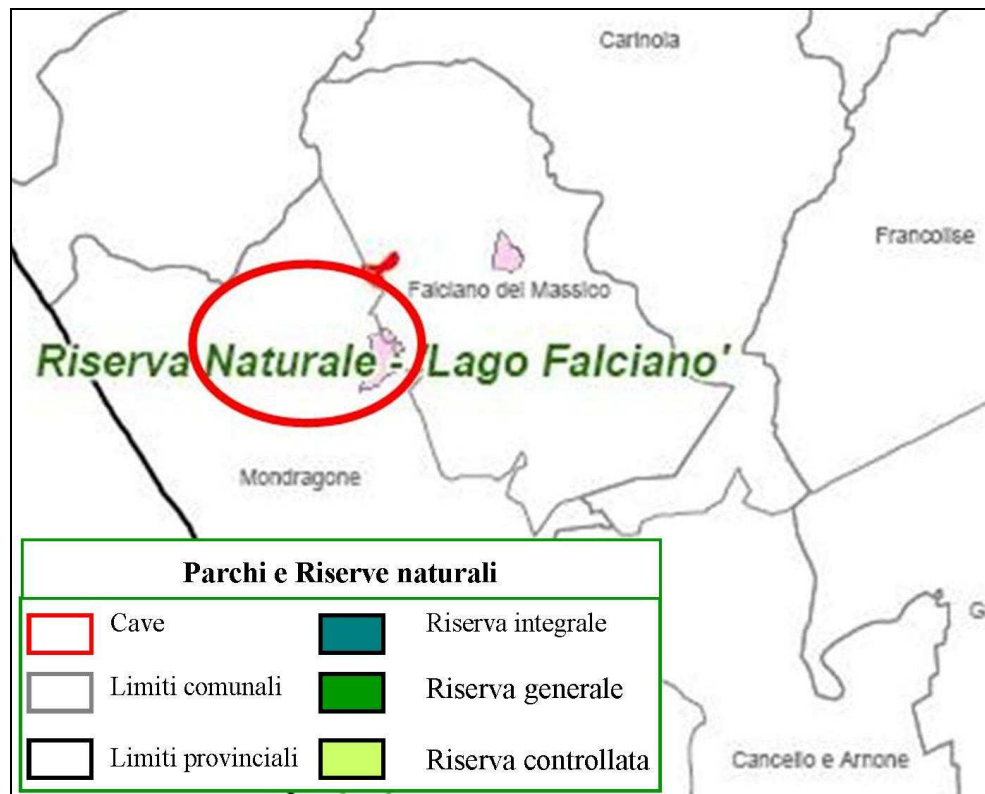 Carinola
Francolise
Falciano del Massico
Riserva Naturale - 'Lago Falciano'
Mondragone
Parchi e Riserve naturali
Cave
Riserva integrale
Limiti comunali
Riserva generale
Limiti provinciali
Riserva controllata
G
Cancello e Arnone